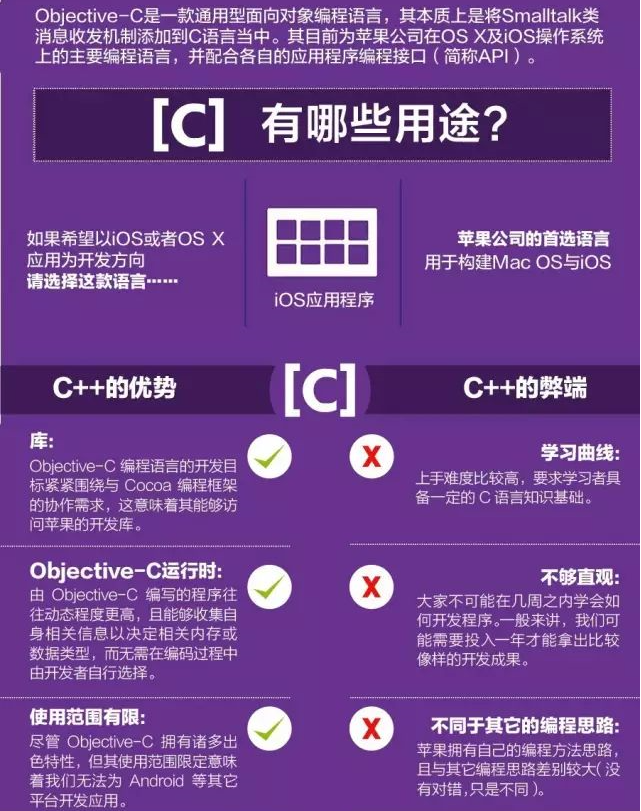 Objective-C是一款通用型面向对象编程语言，其本质上是将Smalltalk类
消息收发机制添加到C语言当中。其目前为苹果公司在OS X及iOS操作系统
上的主要编程语言，并配合各自的应用程序编程接口（简称API）。
[C] 有哪些用途?
如果希望以iOS或者OS X
应用为开发方向
请选择这款语言……
iOS应用程序
苹果公司的首选语言
用于构建Mac OS与iOS
C++的优势
[C]
C++的弊端
库:
Objective-C 编程语言的开发目
标紧紧围绕与 Cocoa 编程框架
的协作需求，这意味着其能够访
问苹果的开发库。
学习曲线:
上手难度比较高，要求学习者具
备一定的 C 语言知识基础。
Objective-C运行时:
由 Objective-C 编写的程序往
往动态程度更高，且能够收集自
身相关信息以决定相关内存或
数据类型，而无需在编码过程中
由开发者自行选择。
不够直观:
大家不可能在几周之内学会如
何开发程序。一般来讲，我们可
能需要投入一年才能拿出比较
像样的开发成果。
使用范围有限:
尽管 Objective-C 拥有诸多出
色特性，但其使用范围限定意味
着我们无法为 Android 等其它
平台开发应用。
不同于其它的编程思路:
苹果拥有自己的编程方法思路，
且与其它编程思路差别较大（没
有对错，只是不同）。